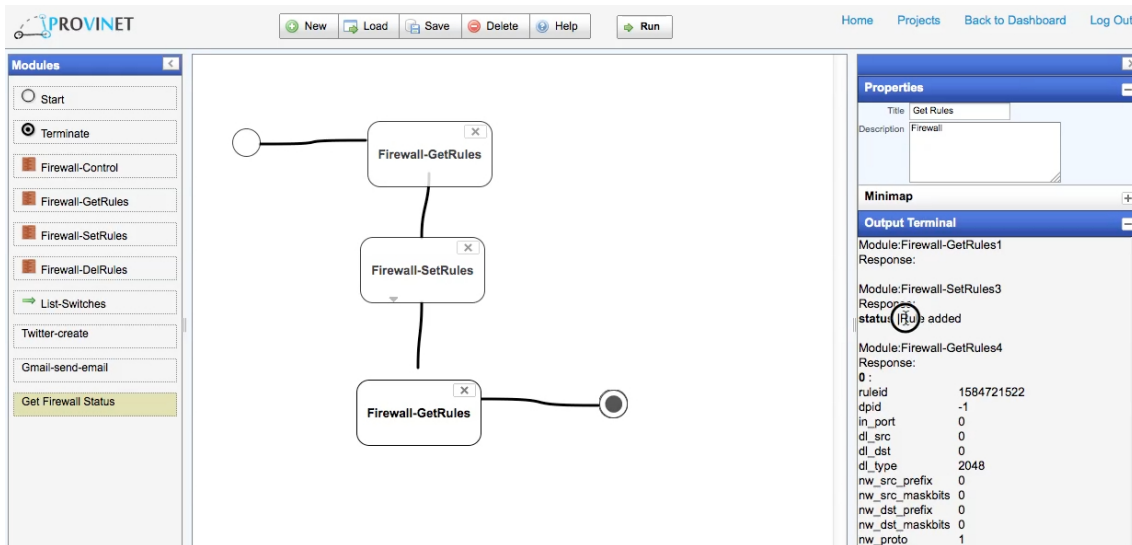 PROVINET
New Load Save Delete Help Run
Home Projects Back to Dashboard Log Out
Modules
Start
Terminate
Firewall-Control
Firewall-GetRules
Firewall-SetRules
Firewall-DelRules
List-Switches
Twitter-create
Gmail-send-email
Get Firewall Status
Firewall-GetRules
Firewall-SetRules
Firewall-GetRules
Properties
Title Get Rules
Description Firewall
Minimap
Output Terminal
Module:Firewall-GetRules1
Response:
Module:Firewall-SetRules3
Response:
status Rule added
Module:Firewall-GetRules4
Response:
0 :
ruleid 1584721522
dpid -1
in_port 0
dl_src 0
dl_dst 0
dl_type 2048
nw_src_prefix 0
nw_src_maskbits 0
nw_dst_prefix 0
nw_dst_maskbits 0
nw_proto 1